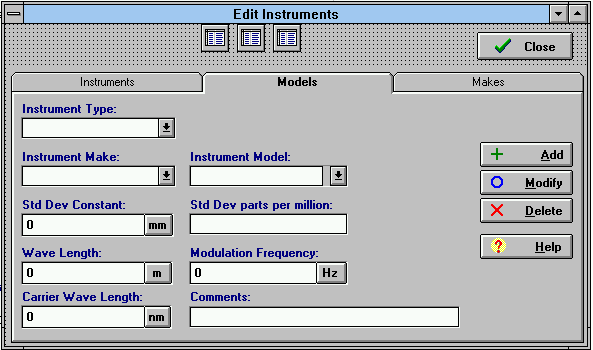 Edit Instruments
Close
Instruments Models Makes
Instrument Type:
Instrument Make: Instrument Model:
Add
Modify
Std Dev Constant: Std Dev parts per million:
0 mm
Delete
Wave Length: Modulation Frequency:
? Help
0 m 0 Hz
Carrier Wave Length: Comments:
0 nm